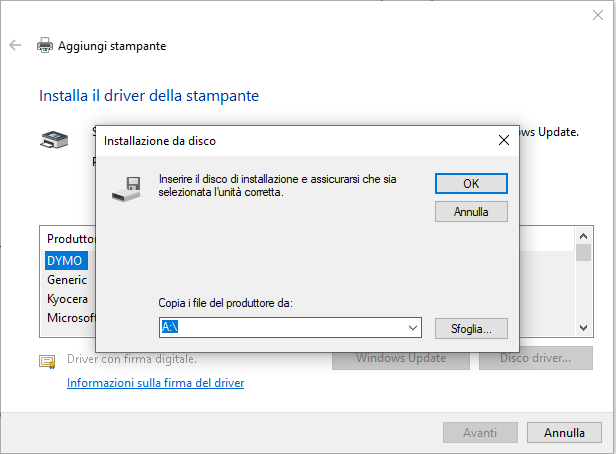 Aggiungi stampante
Installa il driver della stampante
ws Update.
Installazione da disco
Inserire il disco di installazione e assicurarsi che sia
selezionata l'unità corretta.
OK
Annulla
Produtto
DYMO
Generic
Kyocera
Microsof
Copia i file del produttore da:
A:\
Sfoglia...
Driver con firma digitale.
Windows Update
Disco driver...
Informazioni sulla firma del driver
Avanti
Annulla